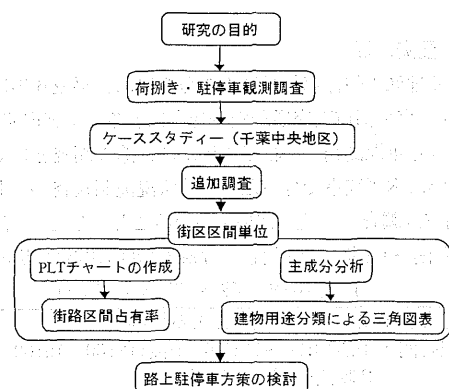 研究の目的
荷捌き・駐停車観測調査
ケーススタディー（千葉中央地区）
追加調査
街区区間単位
PLTチャートの作成
主成分分析
街路区間占有率
建物用途分類による三角図表
路上駐停車方策の検討